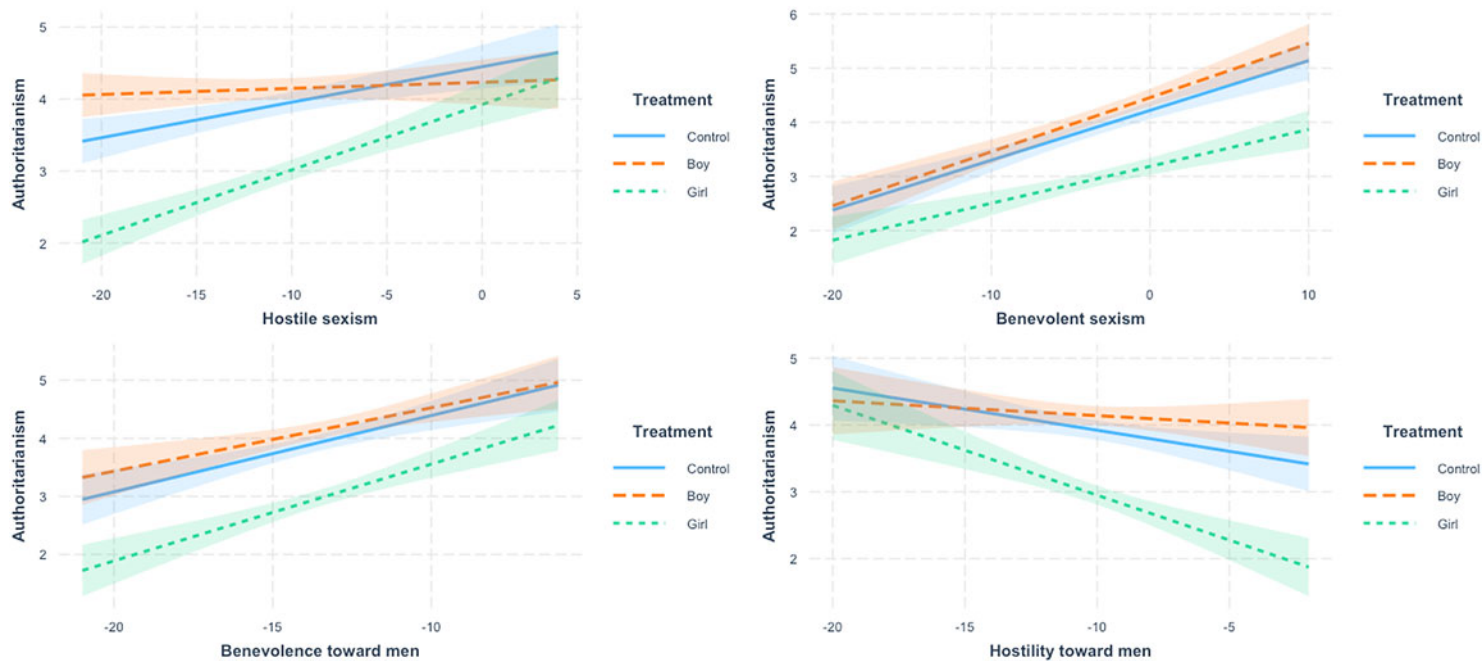 5
4
3
2
Authoritarianism
-20
-15
-10
-5
0
5
Hostile sexism
Treatment
Control
Boy
Girl
6
5
4
3
2
Authoritarianism
-20
-10
0
10
Benevolent sexism
Treatment
Control
Boy
Girl
5
4
3
2
Authoritarianism
-20
-15
-10
Benevolence toward men
Treatment
Control
Boy
Girl
5
4
3
2
Authoritarianism
-20
-15
-10
-5
Hostility toward men
Treatment
Control
Boy
Girl